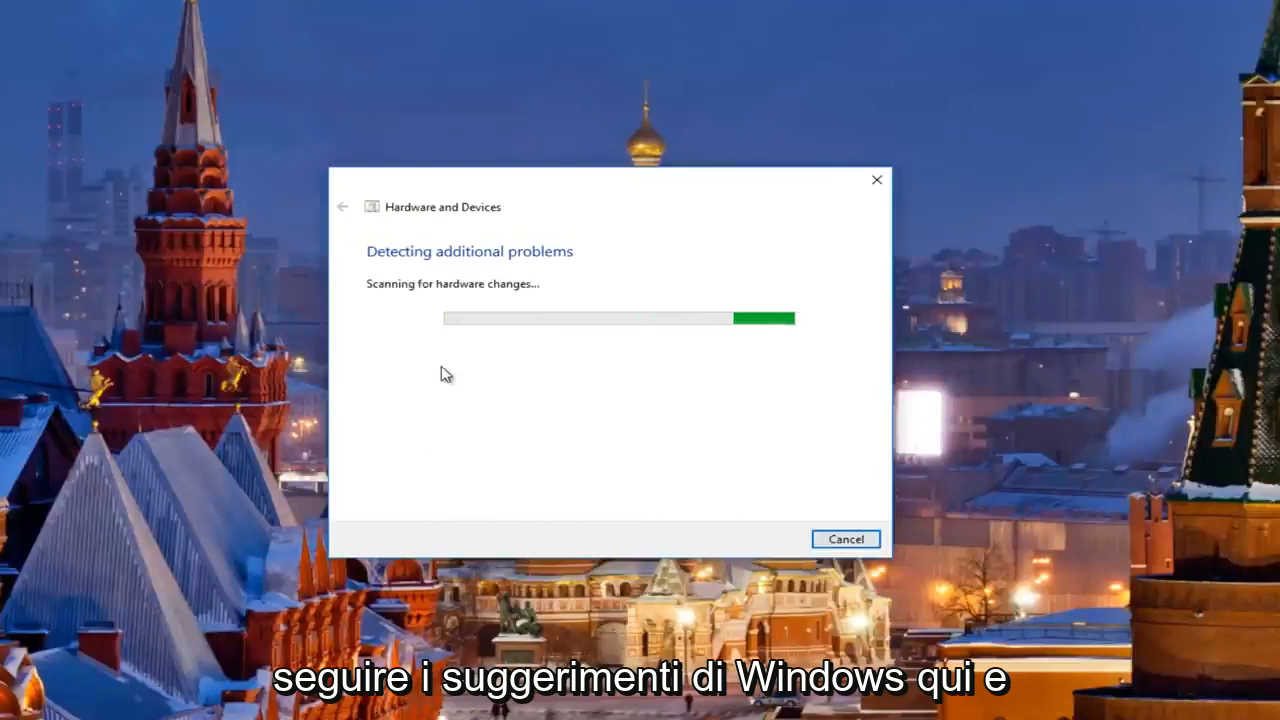 Hardware and Devices
Detecting additional problems
Scanning for hardware changes...
Cancel
seguire i suggerimenti di Windows qui e